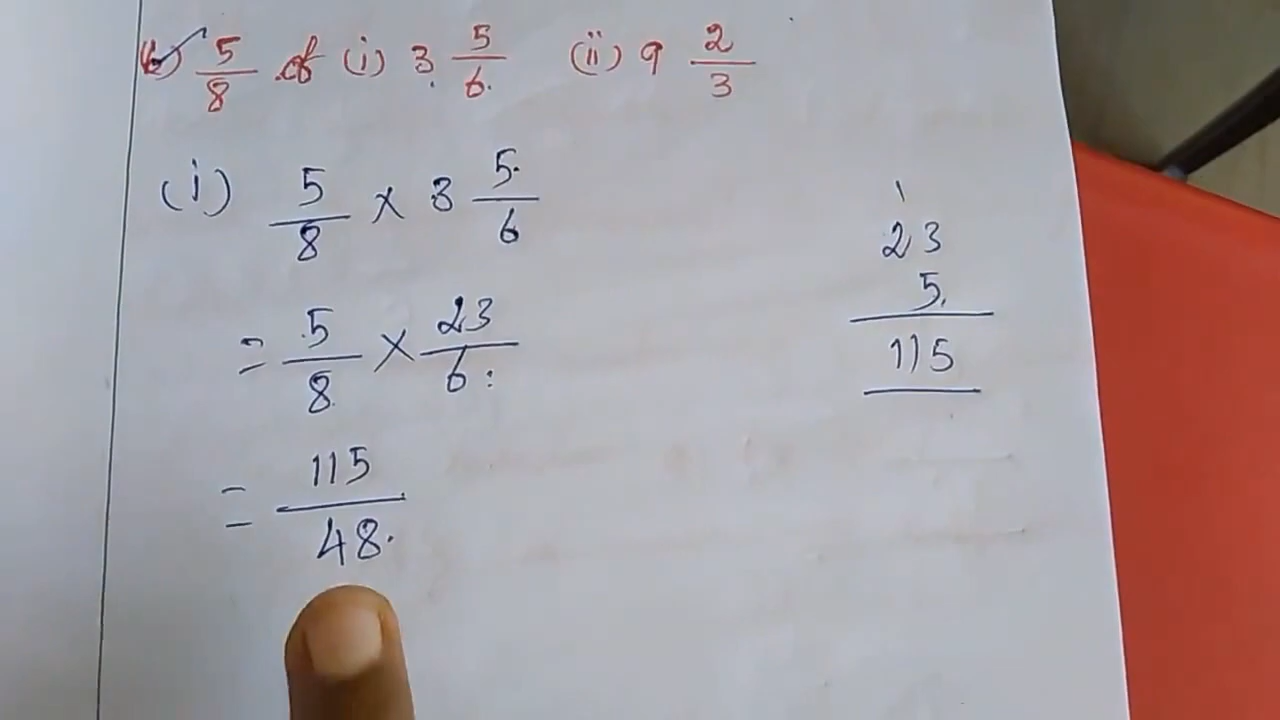 b) 5/8 of (i) 3 5/6 (ii) 9 2/3
(i) 5/8 × 3 5/6
= 5/8 × 23/6
= 115/48
1
23
5
115